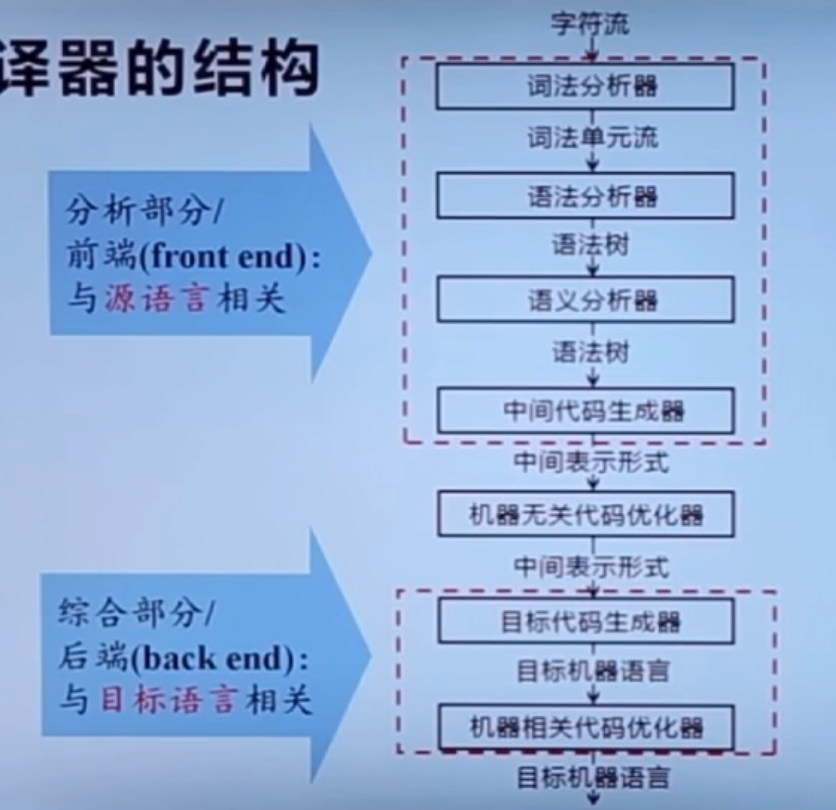 译器的结构
字符流
词法分析器
词法单元流
语法分析器
语法树
语义分析器
语法树
中间代码生成器
中间表示形式
机器无关代码优化器
中间表示形式
目标代码生成器
目标机器语言
机器相关代码优化器
目标机器语言
分析部分/
前端(front end):
与源语言相关
综合部分/
后端(back end):
与目标语言相关